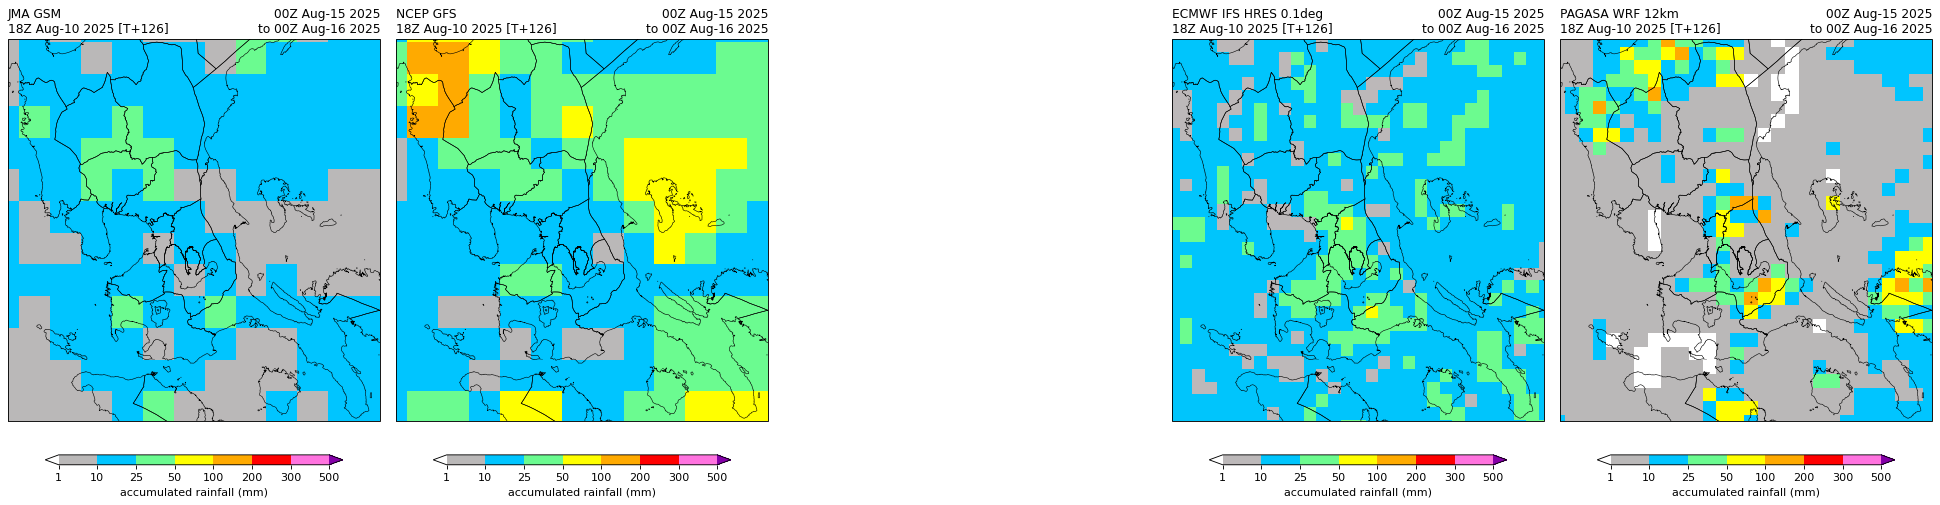 JMA GSM 00Z Aug-15 2025
18Z Aug-10 2025 [T+126] to 00Z Aug-16 2025
NCEP GFS 00Z Aug-15 2025
18Z Aug-10 2025 [T+126] to 00Z Aug-16 2025
ECMWF IFS HRES 0.1deg 00Z Aug-15 2025
18Z Aug-10 2025 [T+126] to 00Z Aug-16 2025
PAGASA WRF 12km 00Z Aug-15 2025
18Z Aug-10 2025 [T+126] to 00Z Aug-16 2025
1 10 25 50 100 200 300 500
accumulated rainfall (mm)
1 10 25 50 100 200 300 500
accumulated rainfall (mm)
1 10 25 50 100 200 300 500
accumulated rainfall (mm)
1 10 25 50 100 200 300 500
accumulated rainfall (mm)